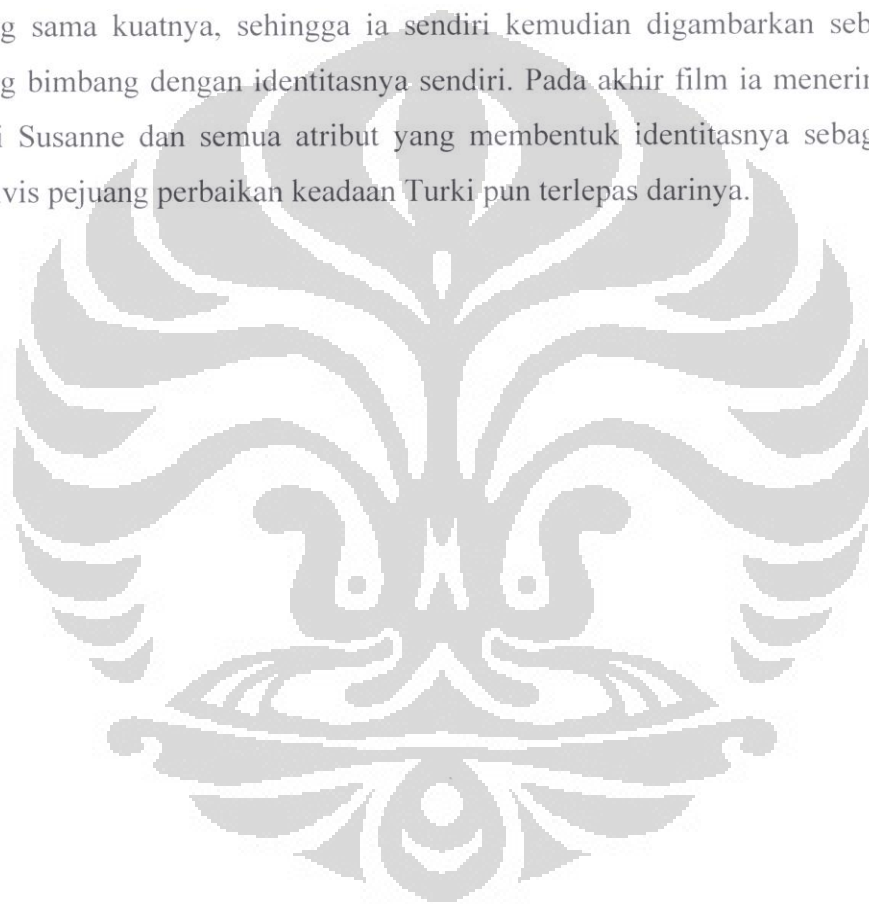 g sama kuatnya, sehingga ia sendiri kemudian digambarkan seb
g bimbang dengan identitasnya sendiri. Pada akhir film ia menerin
i Susanne dan semua atribut yang membentuk identitasnya sebag
vis pejuang perbaikan keadaan Turki pun terlepas darinya.